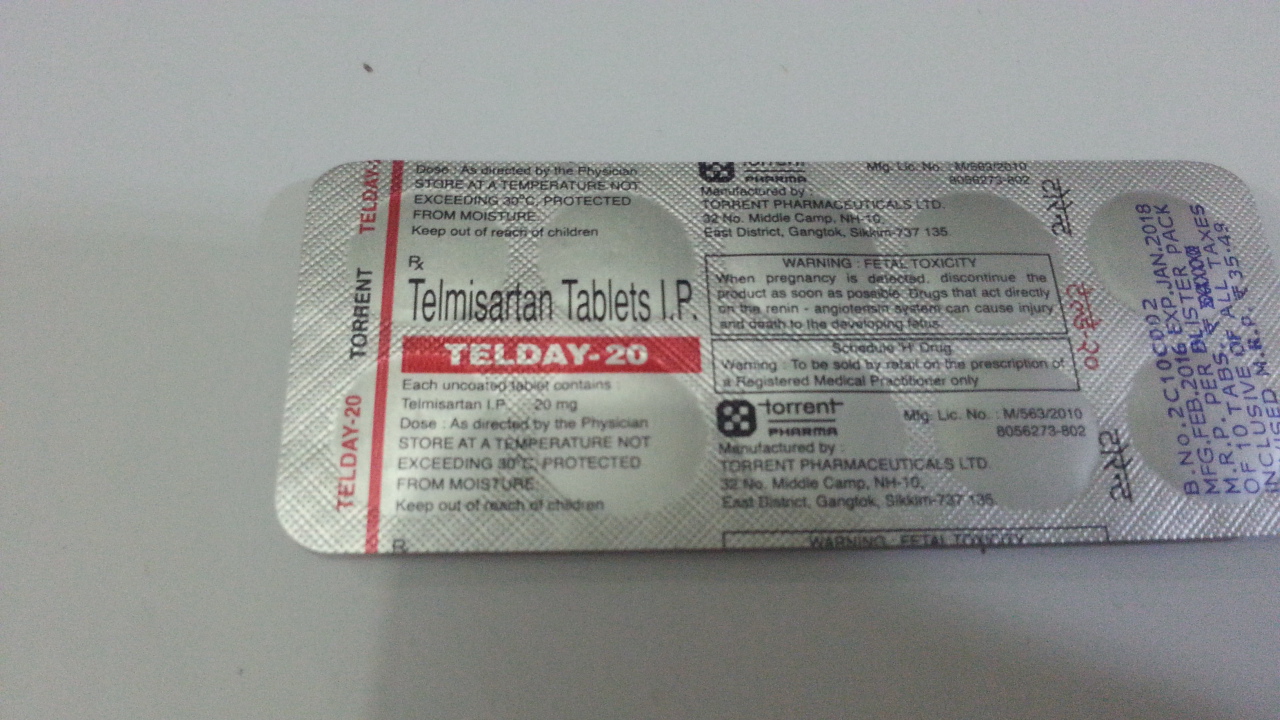 TELDAY-20 TORRENT TELDAY
Dose : As directed by the Physician
STORE AT A TEMPERATURE NOT
EXCEEDING 30°C, PROTECTED
FROM MOISTURE.
Keep out of reach of children
Rx
Telmisartan Tablets I.P.
TELDAY-20
Each uncoated tablet contains :
Telmisartan I.P. 20 mg
Dose : As directed by the Physician
STORE AT A TEMPERATURE NOT
EXCEEDING 30°C, PROTECTED
FROM MOISTURE.
Keep out of reach of children
Rx
torrent Mfg. Lic. No. : M/563/2010
PHARMA 8056273-802
Manufactured by :
TORRENT PHARMACEUTICALS LTD.
32 No. Middle Camp, NH-10,
East District, Gangtok, Sikkim-737 135.
WARNING : FETAL TOXICITY
When pregnancy is detected, discontinue the
product as soon as possible. Drugs that act directly
on the renin - angiotensin system can cause injury
and death to the developing fetus.
Schedule 'H' Drug
Warning : To be sold by retail on the prescription of
a Registered Medical Practitioner only
torrent Mfg. Lic. No. : M/563/2010
PHARMA 8056273-802
Manufactured by :
TORRENT PHARMACEUTICALS LTD.
32 No. Middle Camp, NH-10,
East District, Gangtok, Sikkim-737 135.
WARNING : FETAL TOXICITY
B.No.2C10C002
MFG.FEB.2016 EXP.JAN.2018
M.R.P. PER BLISTER PACK
OF 10 TABS. ₹
INCLUSIVE OF ALL TAXES
M.R.P. ₹ 35.49